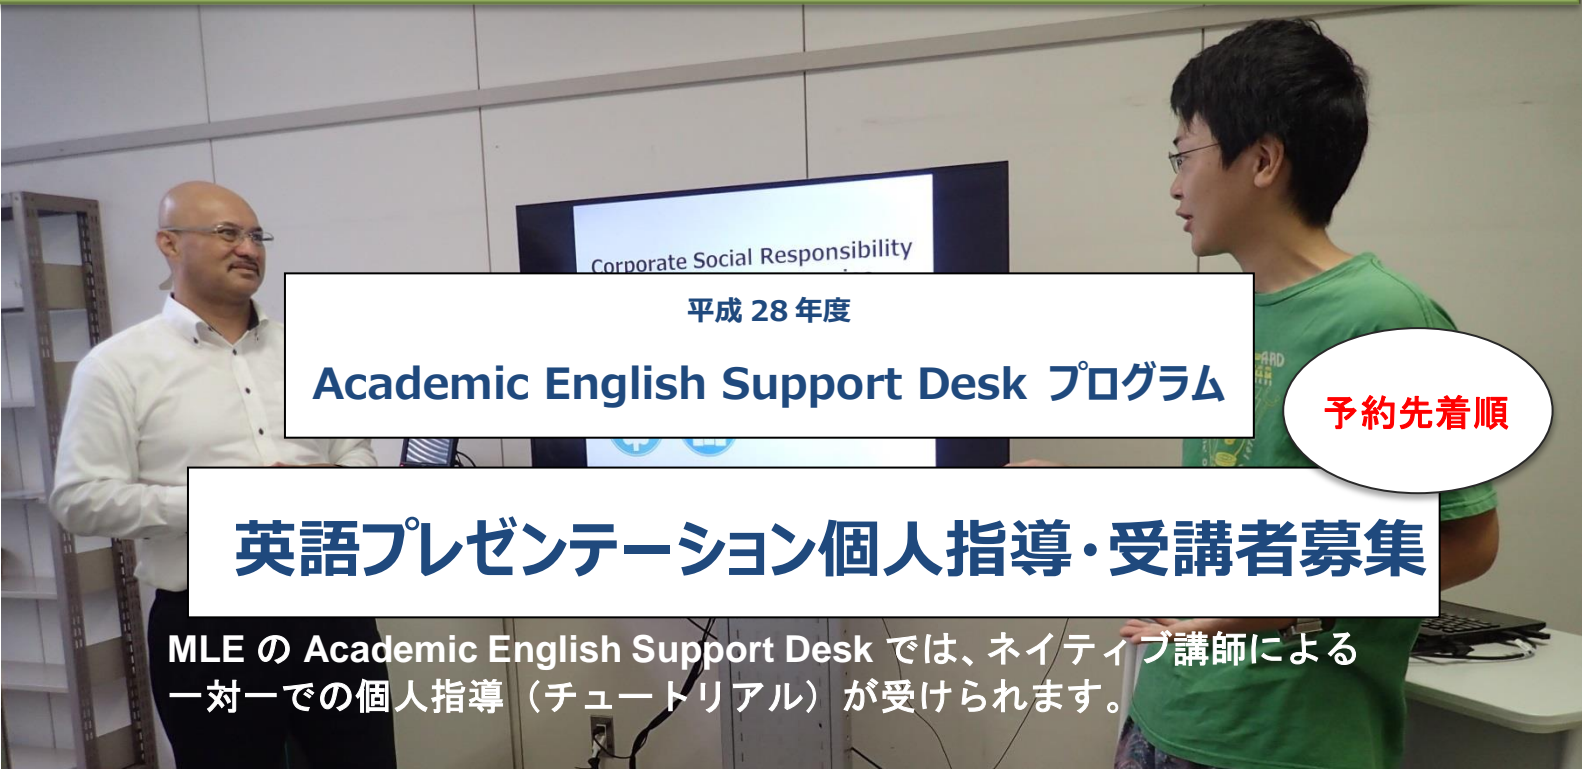 Corporate Social Responsibility
平成 28 年度
Academic English Support Desk プログラム
予約先着順
英語プレゼンテーション個人指導・受講者募集
MLE の Academic English Support Desk では、ネイティブ講師による
一対一での個人指導（チュートリアル）が受けられます。